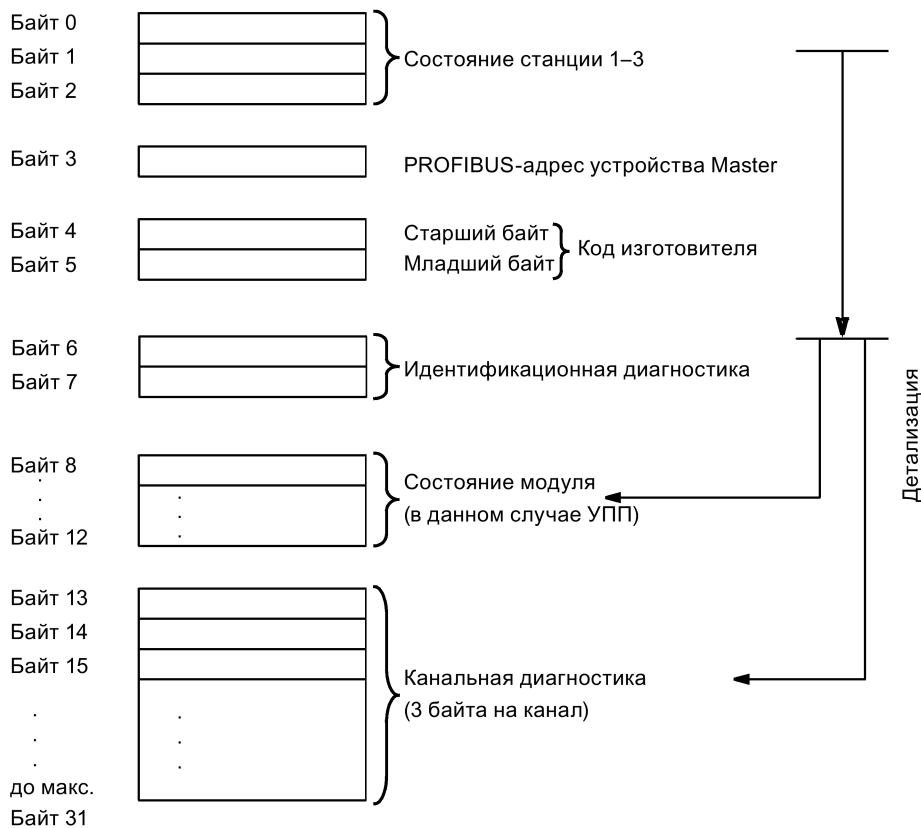 Байт 0
Байт 1
Байт 2
Состояние станции 1–3
Байт 3
PROFIBUS-адрес устройства Master
Байт 4
Байт 5
Старший байт
Младший байт
Код изготовителя
Байт 6
Байт 7
Идентификационная диагностика
Детализация
Байт 8
Байт 12
Состояние модуля
(в данном случае УПП)
Байт 13
Байт 14
Байт 15
Канальная диагностика
(3 байта на канал)
до макс.
Байт 31